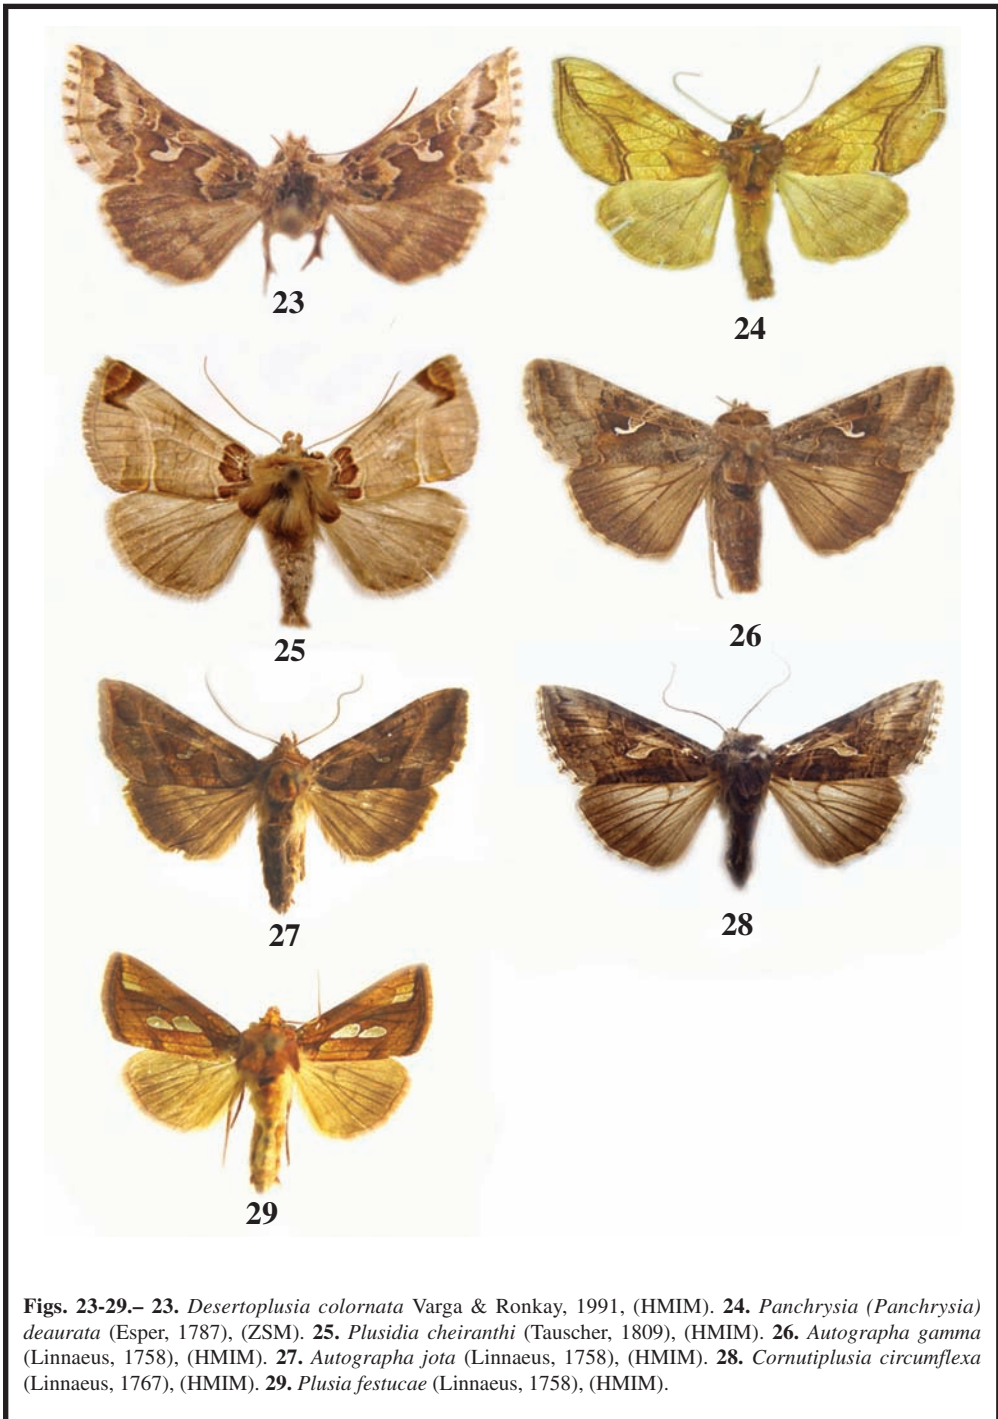 23
24
25
26
27
28
29
Figs. 23-29.– 23. Desertoplusia colornata Varga & Ronkay, 1991, (HMIM). 24. Panchrysia (Panchrysia)
deaurata (Esper, 1787), (ZSM). 25. Plusidia cheiranthi (Tauscher, 1809), (HMIM). 26. Autographa gamma
(Linnaeus, 1758), (HMIM). 27. Autographa jota (Linnaeus, 1758), (HMIM). 28. Cornutiplusia circumflexa
(Linnaeus, 1767), (HMIM). 29. Plusia festucae (Linnaeus, 1758), (HMIM).